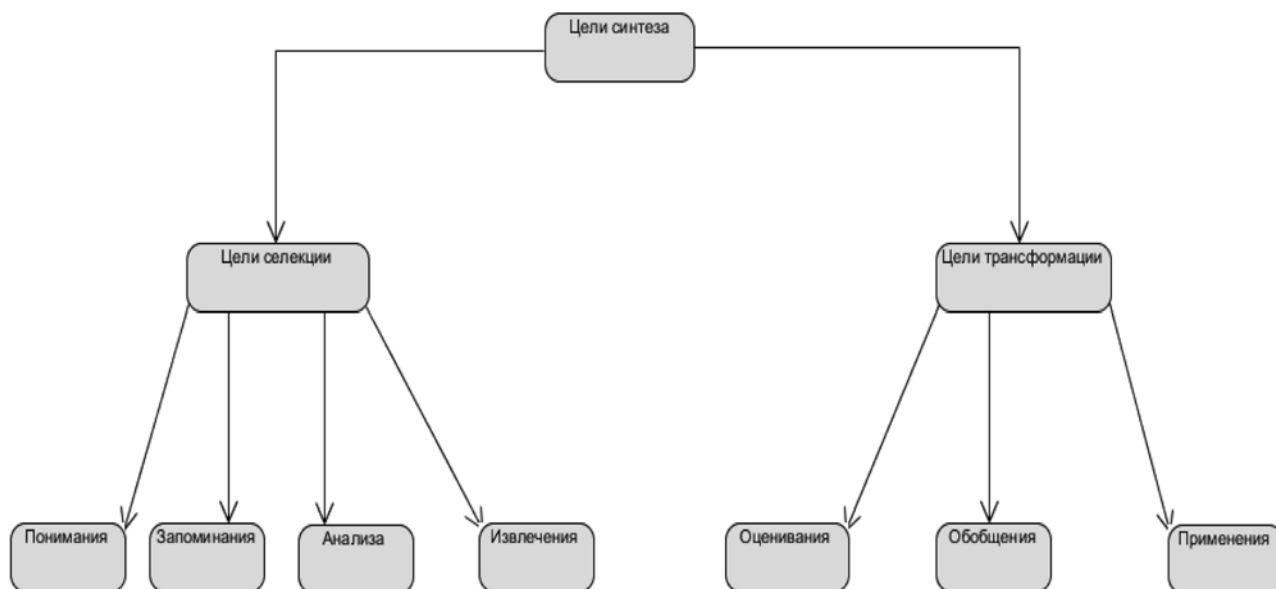 Цели синтеза
Цели селекции
Цели трансформации
Понимания
Запоминания
Анализа
Извлечения
Оценивания
Обобщения
Применения